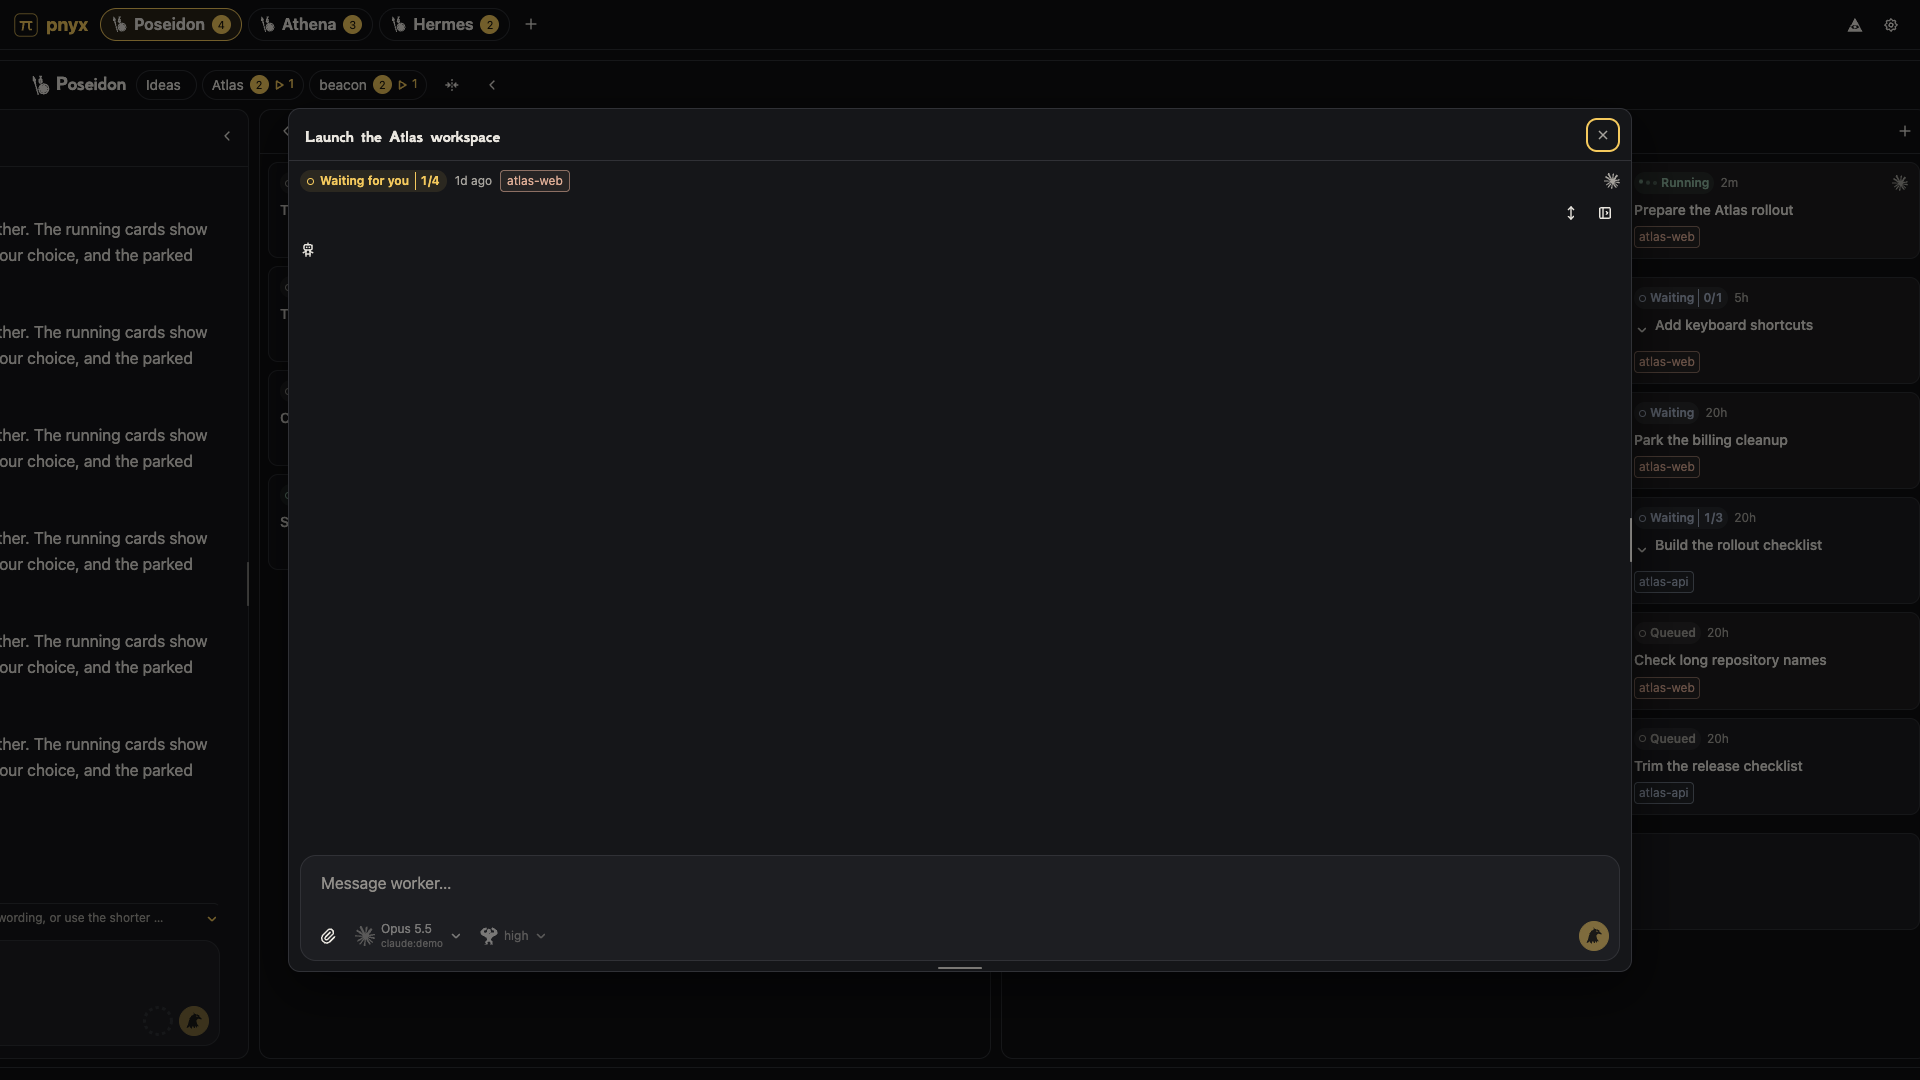 π pnyx Poseidon 4 Athena 3 Hermes 2 +
Poseidon Ideas Atlas 2 1 beacon 2 1
ther. The running cards show
our choice, and the parked
ther. The running cards show
our choice, and the parked
ther. The running cards show
our choice, and the parked
ther. The running cards show
our choice, and the parked
ther. The running cards show
our choice, and the parked
ther. The running cards show
our choice, and the parked
wording, or use the shorter ...
T
T
C
S
Launch the Atlas workspace
Waiting for you 1/4 1d ago atlas-web
Message worker...
Opus 5.5
claude:demo
high
Running 2m
Prepare the Atlas rollout
atlas-web
Waiting 0/1 5h
Add keyboard shortcuts
atlas-web
Waiting 20h
Park the billing cleanup
atlas-web
Waiting 1/3 20h
Build the rollout checklist
atlas-api
Queued 20h
Check long repository names
atlas-web
Queued 20h
Trim the release checklist
atlas-api